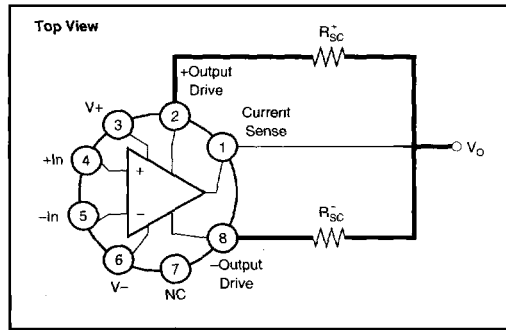 Top View
R⁺SC
+Output
Drive
V+
Current
Sense
3
2
1
+In
4
+
VO
−In
5
−
R⁻SC
6
7
8
V−
NC
−Output
Drive